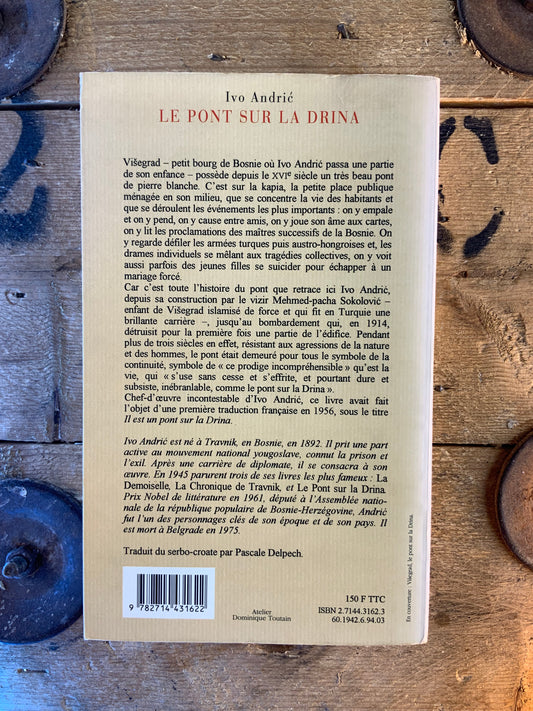 Ivo Andrić
LE PONT SUR LA DRINA
Višegrad – petit bourg de Bosnie où Ivo Andrić passa une partie
de son enfance – possède depuis le XVIe siècle un très beau pont
de pierre blanche. C'est sur la kapia, la petite place publique
ménagée en son milieu, que se concentre la vie des habitants et
que se déroulent les événements les plus importants : on y empale
et on y pend, on y cause entre amis, on y joue son âme aux cartes,
on y lit les proclamations des maîtres successifs de la Bosnie. On
y regarde défiler les armées turques puis austro-hongroises et, les
drames individuels se mêlant aux tragédies collectives, on y voit
aussi parfois des jeunes filles se suicider pour échapper à un
mariage forcé.
Car c'est toute l'histoire du pont que retrace ici Ivo Andrić,
depuis sa construction par le vizir Mehmed-pacha Sokolović –
enfant de Višegrad islamisé de force et qui fit en Turquie une
brillante carrière –, jusqu'au bombardement qui, en 1914,
détruisit pour la première fois une partie de l'édifice. Pendant
plus de trois siècles en effet, résistant aux agressions de la nature
et des hommes, le pont était demeuré pour tous le symbole de la
continuité, symbole de « ce prodige incompréhensible » qu'est la
vie, qui « s'use sans cesse et s'effrite, et pourtant dure et
subsiste, inébranlable, comme le pont sur la Drina ».
Chef-d'œuvre incontestable d'Ivo Andrić, ce livre avait fait
l'objet d'une première traduction française en 1956, sous le titre
Il est un pont sur la Drina.
Ivo Andrić est né à Travnik, en Bosnie, en 1892. Il prit une part
active au mouvement national yougoslave, connut la prison et
l'exil. Après une carrière de diplomate, il se consacra à son
œuvre. En 1945 parurent trois de ses livres les plus fameux : La
Demoiselle, La Chronique de Travnik, et Le Pont sur la Drina.
Prix Nobel de littérature en 1961, député à l'Assemblée natio-
nale de la république populaire de Bosnie-Herzégovine, Andrić
fut l'un des personnages clés de son époque et de son pays. Il
est mort à Belgrade en 1975.
Traduit du serbo-croate par Pascale Delpech.
9 782714 431622
Atelier
Dominique Toutain
150 F TTC
ISBN 2.7144.3162.3
60.1942.6.94.03
En couverture : Višegrad, le pont sur la Drina.